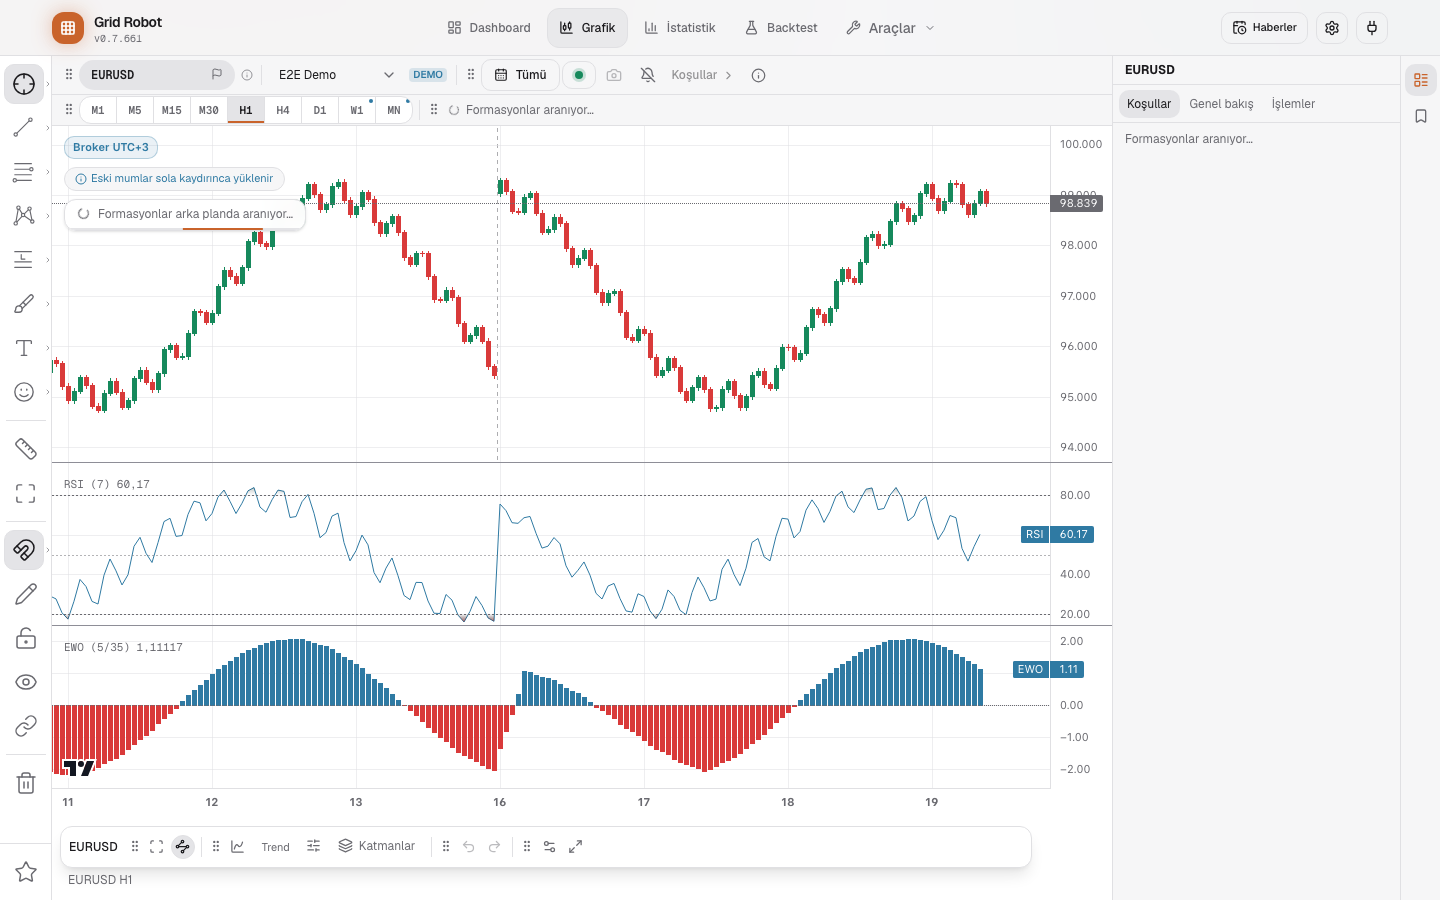 Grid Robot
v0.7.661
Dashboard
Grafik
İstatistik
Backtest
Araçlar
Haberler
EURUSD
E2E Demo
DEMO
Tümü
Koşullar
M1 M5 M15 M30 H1 H4 D1 W1 MN
Formasyonlar aranıyor...
Broker UTC+3
Eski mumlar sola kaydırınca yüklenir
Formasyonlar arka planda aranıyor...
100.000
99.000
98.839
98.000
97.000
96.000
95.000
94.000
RSI (7) 60,17
80.00
RSI 60.17
40.00
20.00
EWO (5/35) 1,11117
2.00
EWO 1.11
0.00
−1.00
−2.00
11 12 13 16 17 18 19
EURUSD
Trend
Katmanlar
EURUSD H1
EURUSD
Koşullar
Genel bakış
İşlemler
Formasyonlar aranıyor...